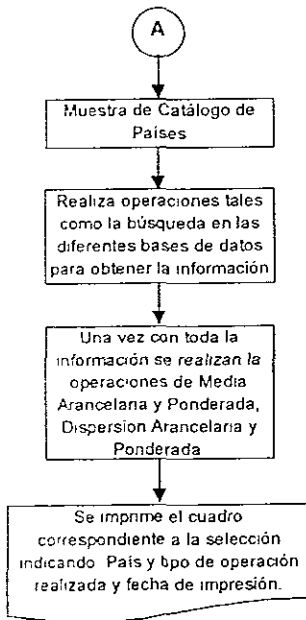 A
Muestra de Catálogo de
Países
Realiza operaciones tales
como la búsqueda en las
diferentes bases de datos
para obtener la información
Una vez con toda la
información se realizan la
operaciones de Media
Arancelaria y Ponderada,
Dispersion Arancelaria y
Ponderada
Se imprime el cuadro
correspondiente a la selección
indicando País y tipo de operación
realizada y fecha de impresión.